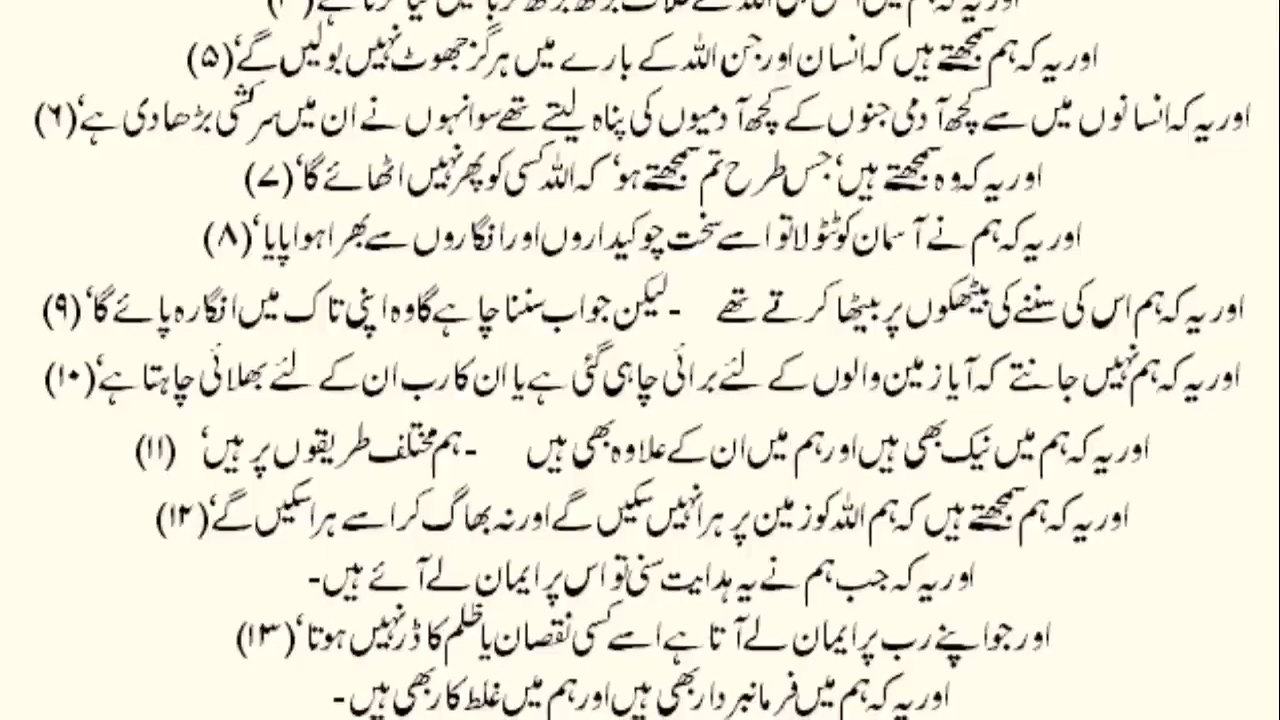 اور یہ کہ ہم
اور یہ کہ ہم سمجھتے ہیں کہ انسان اور جن اللہ کے بارے میں ہرگز جھوٹ نہیں بولیں گے‘ (۵)
اور یہ کہ انسانوں میں سے کچھ آدمی جنوں کے کچھ آدمیوں کی پناہ لیتے تھے سو انہوں نے ان میں سرکشی بڑھا دی ہے‘ (۶)
اور یہ کہ وہ سمجھتے ہیں‘ جس طرح تم سمجھتے ہو‘ کہ اللہ کسی کو پھر نہیں اٹھائے گا‘ (۷)
اور یہ کہ ہم نے آسمان کو ٹٹولا تو اسے سخت چوکیداروں اور انگاروں سے بھرا ہوا پایا‘ (۸)
اور یہ کہ ہم اس کی سننے کی بیٹھکوں پر بیٹھا کرتے تھے ۔ لیکن جو اب سننا چاہے گا وہ اپنی تاک میں انگارہ پائے گا‘ (۹)
اور یہ کہ ہم نہیں جانتے کہ آیا زمین والوں کے لئے برائی چاہی گئی ہے یا ان کا رب ان کے لئے بھلائی چاہتا ہے‘ (۱۰)
اور یہ کہ ہم میں نیک بھی ہیں اور ہم میں ان کے علاوہ بھی ہیں ۔ ہم مختلف طریقوں پر ہیں‘ (۱۱)
اور یہ کہ ہم سمجھتے ہیں کہ ہم اللہ کو زمین پر ہرا نہیں سکیں گے اور نہ بھاگ کر اسے ہرا سکیں گے‘ (۱۲)
اور یہ کہ جب ہم نے یہ ہدایت سنی تو اس پر ایمان لے آئے ہیں۔
اور جو اپنے رب پر ایمان لے آتا ہے اسے کسی نقصان یا ظلم کا ڈر نہیں ہوتا‘ (۱۳)
اور یہ کہ ہم میں فرمانبردار بھی ہیں اور ہم میں غلط کار بھی ہیں۔